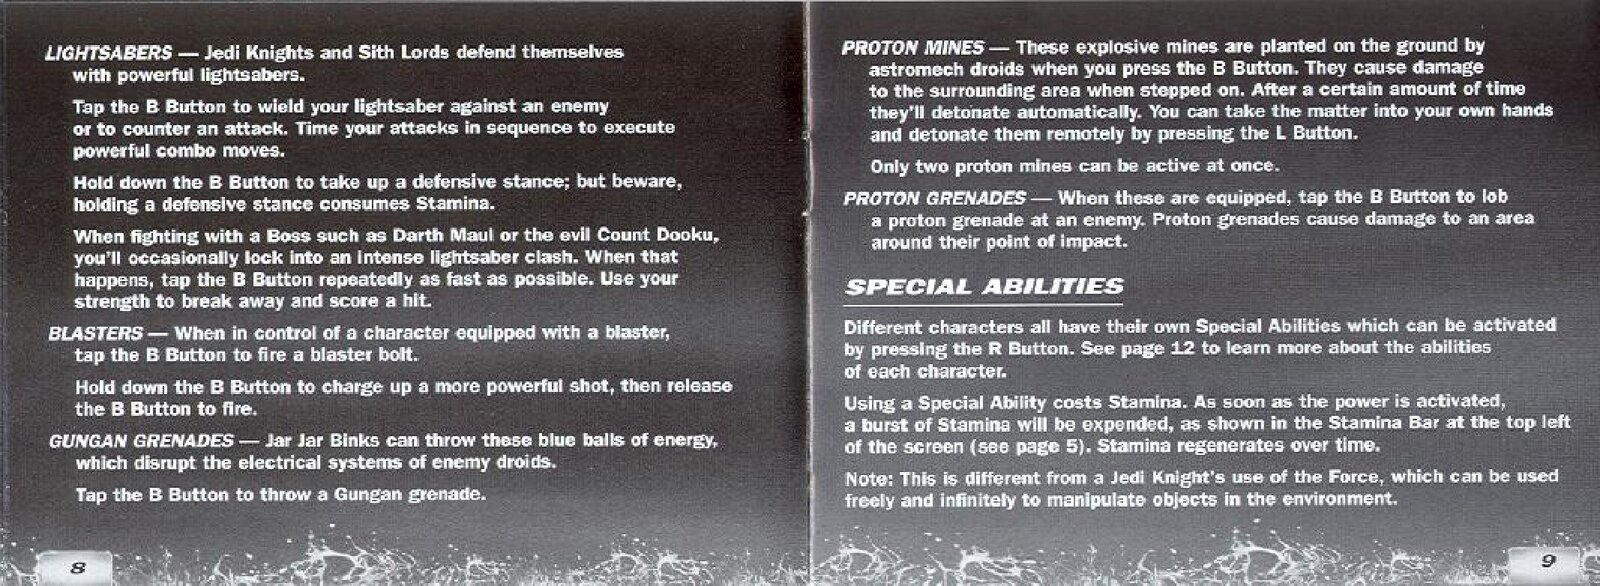 LIGHTSABERS — Jedi Knights and Sith Lords defend themselves
with powerful lightsabers.
Tap the B Button to wield your lightsaber against an enemy
or to counter an attack. Time your attacks in sequence to execute
powerful combo moves.
Hold down the B Button to take up a defensive stance; but beware,
holding a defensive stance consumes Stamina.
When fighting with a Boss such as Darth Maul or the evil Count Dooku,
you'll occasionally lock into an intense lightsaber clash. When that
happens, tap the B Button repeatedly as fast as possible. Use your
strength to break away and score a hit.
BLASTERS — When in control of a character equipped with a blaster,
tap the B Button to fire a blaster bolt.
Hold down the B Button to charge up a more powerful shot, then release
the B Button to fire.
GUNGAN GRENADES — Jar Jar Binks can throw these blue balls of energy,
which disrupt the electrical systems of enemy droids.
Tap the B Button to throw a Gungan grenade.
8
PROTON MINES — These explosive mines are planted on the ground by
astromech droids when you press the B Button. They cause damage
to the surrounding area when stepped on. After a certain amount of time
they'll detonate automatically. You can take the matter into your own hands
and detonate them remotely by pressing the L Button.
Only two proton mines can be active at once.
PROTON GRENADES — When these are equipped, tap the B Button to lob
a proton grenade at an enemy. Proton grenades cause damage to an area
around their point of impact.
SPECIAL ABILITIES
Different characters all have their own Special Abilities which can be activated
by pressing the R Button. See page 12 to learn more about the abilities
of each character.
Using a Special Ability costs Stamina. As soon as the power is activated,
a burst of Stamina will be expended, as shown in the Stamina Bar at the top left
of the screen (see page 5). Stamina regenerates over time.
Note: This is different from a Jedi Knight's use of the Force, which can be used
freely and infinitely to manipulate objects in the environment.
9